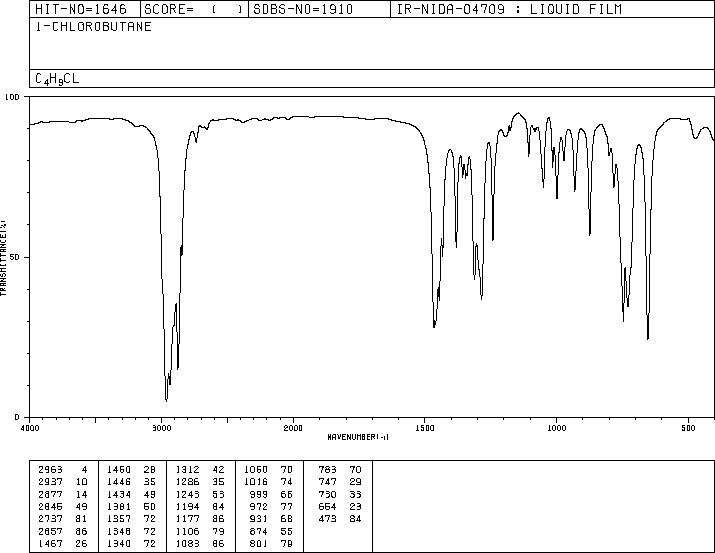 HIT-NO=1646 SCORE= ( ) SDBS-NO=1910 IR-NIDA-04709 : LIQUID FILM
1-CHLOROBUTANE
C4H9CL
100
50
0
TRANSMITTANCE(%)
4000 3000 2000 1500 1000 500
WAVENUMBER(-1)
2963 4 1460 28 1312 42 1060 70 783 70
2937 10 1446 35 1286 35 1016 74 747 29
2877 14 1434 49 1243 53 999 66 730 33
2846 49 1381 50 1194 84 972 77 654 23
2737 81 1357 72 1177 86 931 68 473 84
2657 86 1348 72 1106 79 874 55
1467 26 1340 72 1083 86 801 79